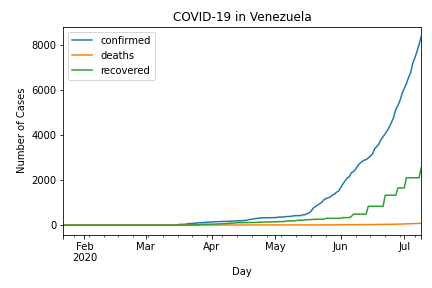 COVID-19 in Venezuela
confirmed
deaths
recovered
Number of Cases
8000
6000
4000
2000
0
Feb Mar Apr May Jun Jul
2020
Day